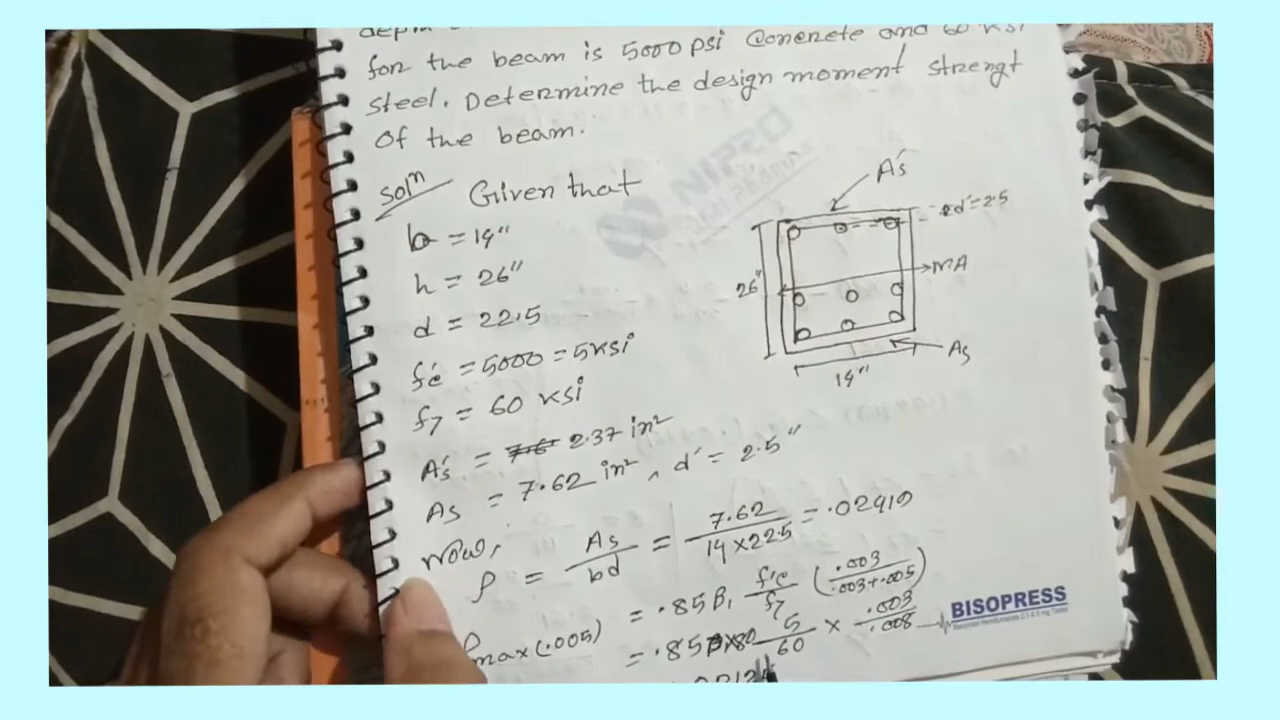 for the beam is 5000 psi Concrete and 60 ksi
steel. Determine the design moment strengt
Of the beam.
Soln Given that
b = 14"
h = 26"
d = 22.5
f'c = 5000 = 5ksi
fy = 60 ksi
A's = 2.37 in²
As = 7.62 in², d' = 2.5"
Now,
ρ = As/bd = 7.62/14×22.5 = .02419
ρmax(.005) = .85 β1 f'c/fy (.003/.003+.005)
= .85×.80 5/60 × .003/.008
A's
d'=2.5
26"
NA
As
14"
BISOPRESS